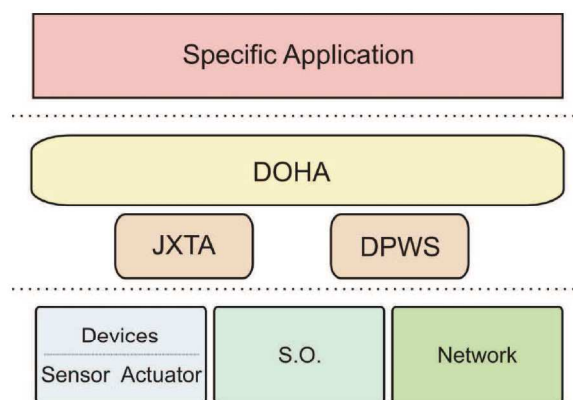 Specific Application
DOHA
JXTA DPWS
Devices
Sensor Actuator
S.O.
Network